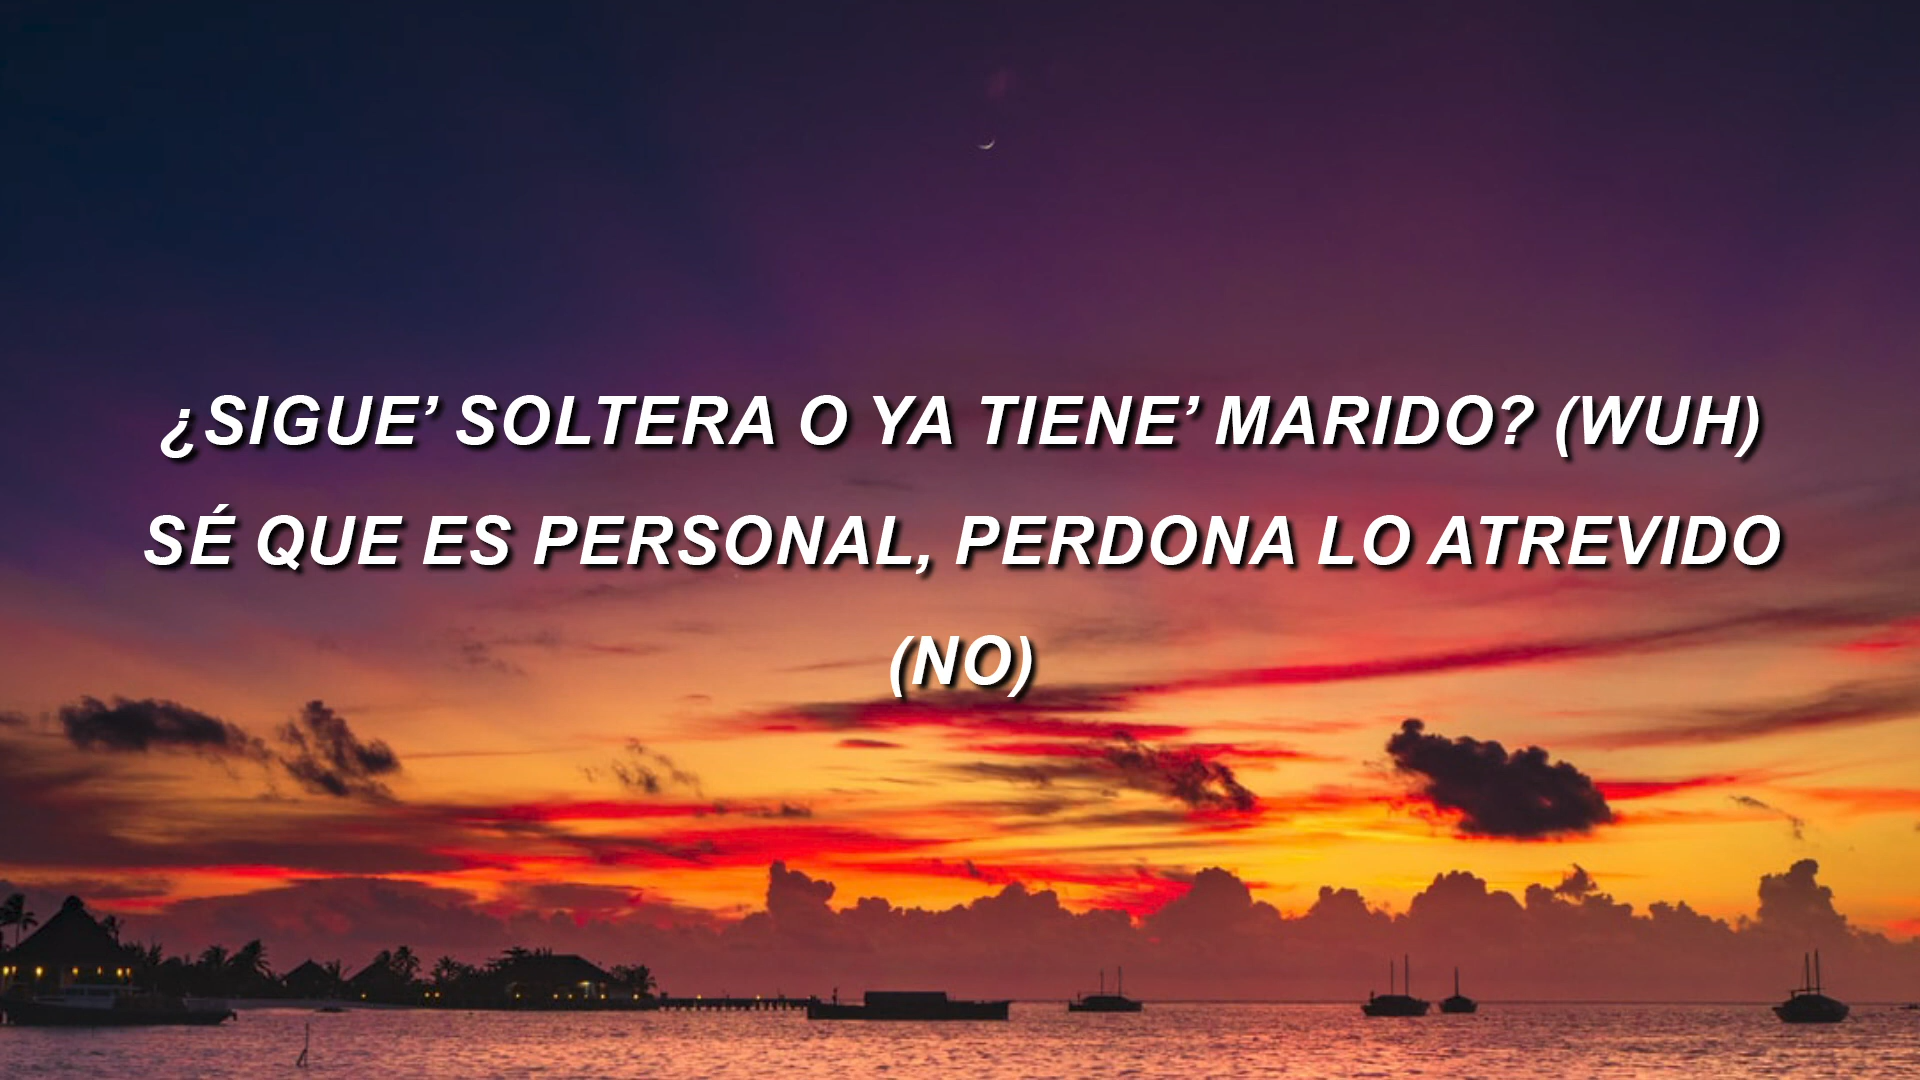 ¿SIGUE’ SOLTERA O YA TIENE’ MARIDO? (WUH)
SÉ QUE ES PERSONAL, PERDONA LO ATREVIDO
(NO)